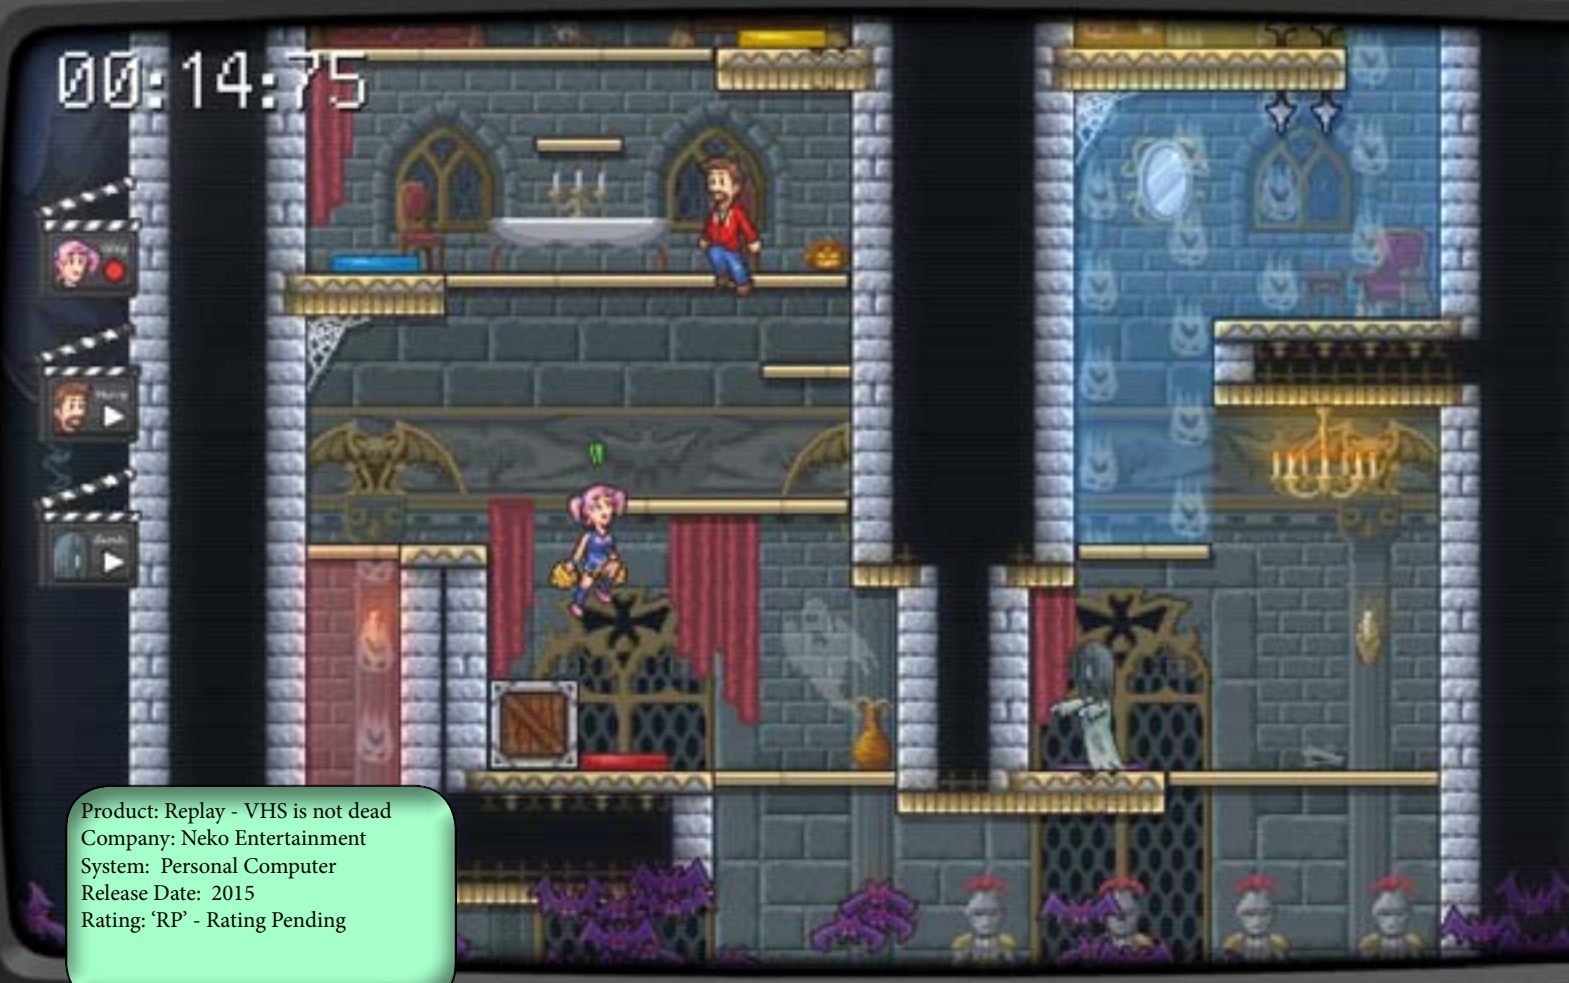 00:14:75
Product: Replay - VHS is not dead
Company: Neko Entertainment
System:  Personal Computer
Release Date:  2015
Rating: ‘RP’ - Rating Pending